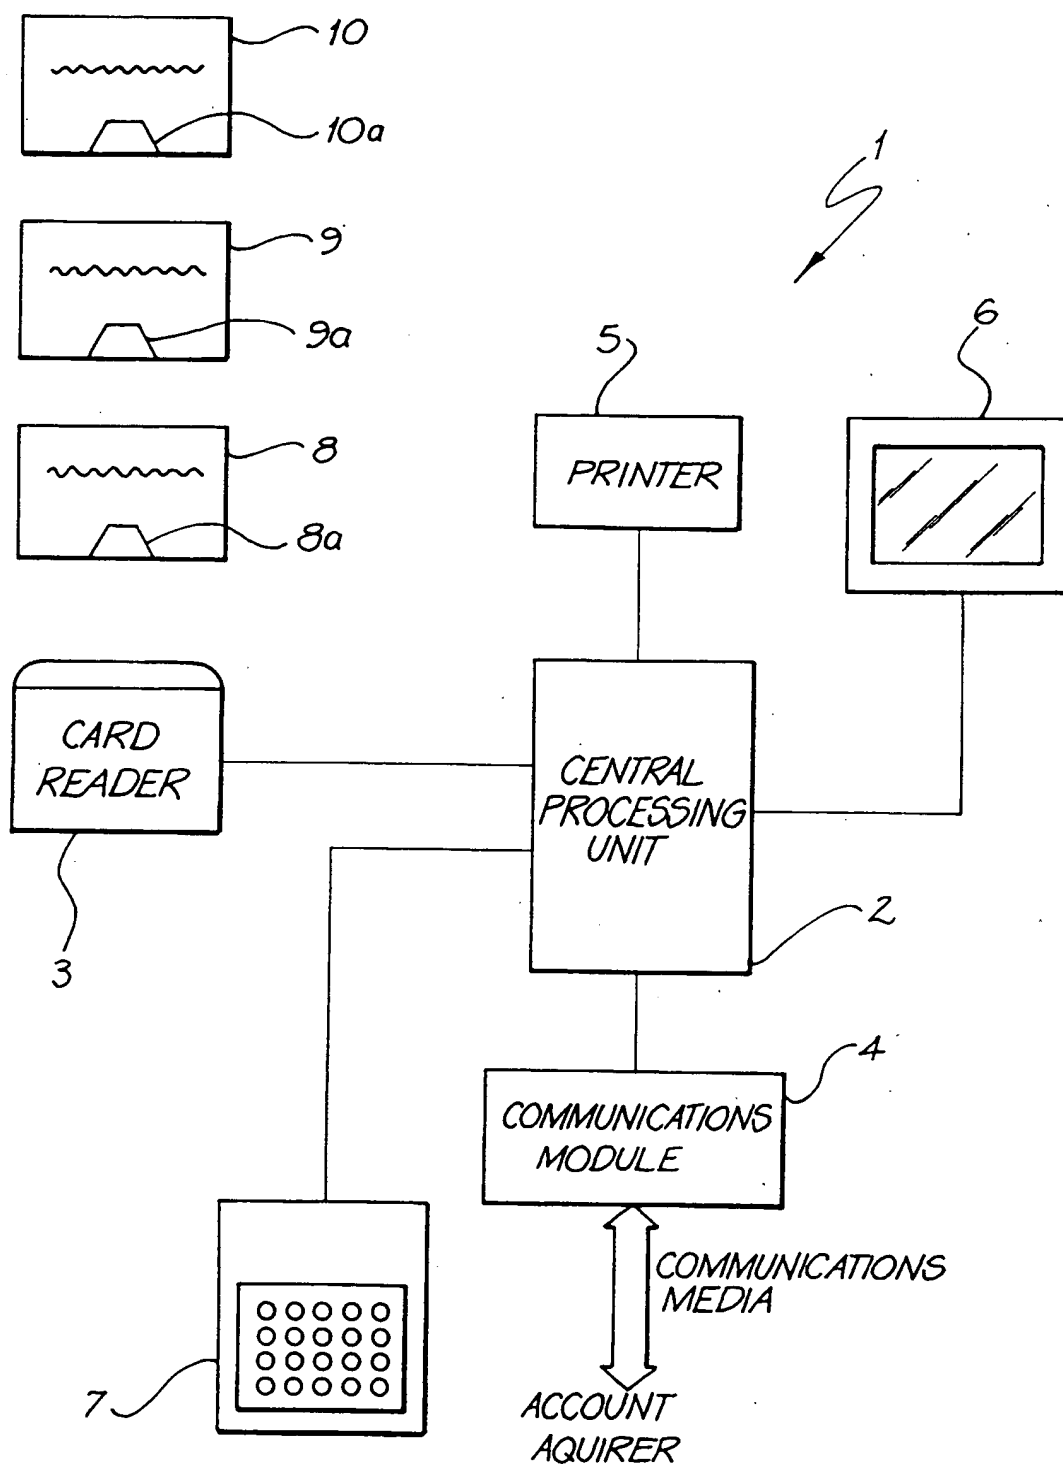 10
10a
1
9
9a
6
5
8
8a
PRINTER
CARD
READER
CENTRAL
PROCESSING
UNIT
2
3
4
COMMUNICATIONS
MODULE
COMMUNICATIONS
MEDIA
7
ACCOUNT
AQUIRER